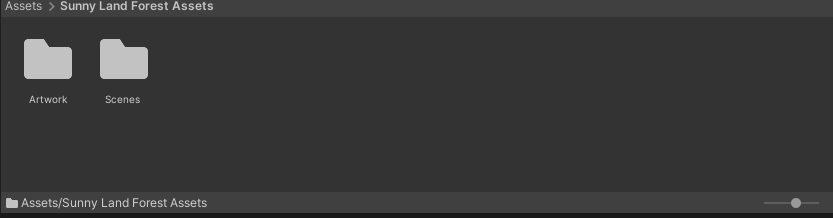 Assets > Sunny Land Forest Assets
Artwork
Scenes
Assets/Sunny Land Forest Assets